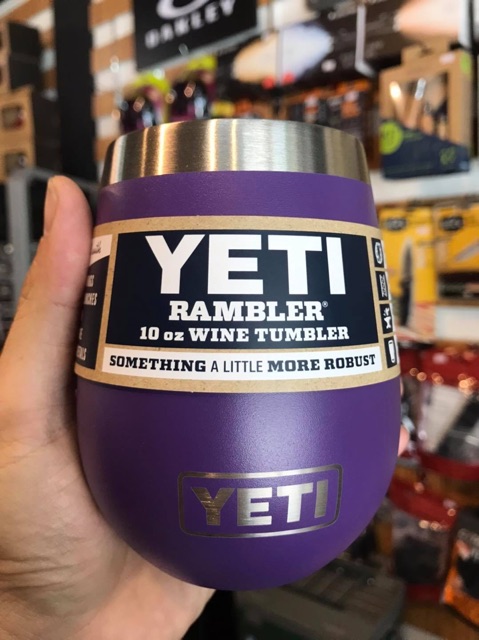 OAKLEY
YETI
RAMBLER®
10 oz WINE TUMBLER
SOMETHING A LITTLE MORE ROBUST
YETI